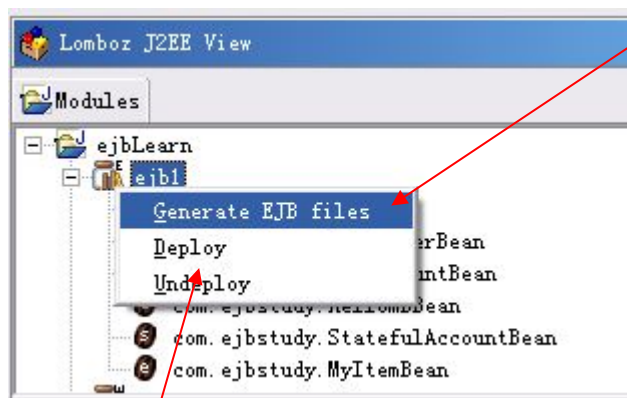 Lomboz J2EE View
Modules
ejbLearn
ejb1
Generate EJB files
Deploy
Undeploy
com.ejbstudy.StatefulAccountBean
com.ejbstudy.MyItemBean